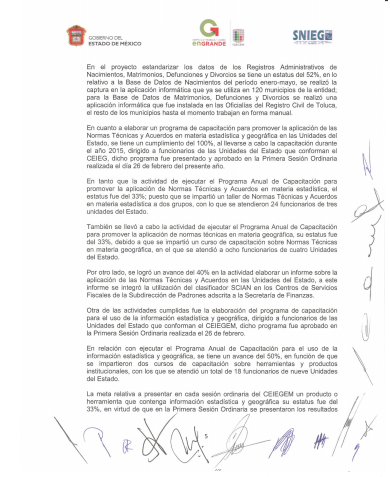 GOBIERNO DEL
ESTADO DE MÉXICO
enGRANDE
SNIEG
En el proyecto estandarizar los datos de los Registros Administrativos de
Nacimientos, Matrimonios, Defunciones y Divorcios se tiene un estatus del 52%, en lo
relativo a la Base de Datos de Nacimientos del período enero-mayo, se realizó la
captura en la aplicación informática que ya se utiliza en 120 municipios de la entidad;
para la Base de Datos de Matrimonios, Defunciones y Divorcios se realizó una
aplicación informática que fue instalada en las Oficialías del Registro Civil de Toluca,
el resto de los municipios hasta el momento trabajan en forma manual.
En cuanto a elaborar un programa de capacitación para promover la aplicación de las
Normas Técnicas y Acuerdos en materia estadística y geográfica en las Unidades del
Estado, se tiene un cumplimiento del 100%, al llevarse a cabo la capacitación durante
el año 2015, dirigido a funcionarios de las Unidades del Estado que conforman el
CEIEG, dicho programa fue presentado y aprobado en la Primera Sesión Ordinaria
realizada el día 26 de febrero del presente año.
En tanto que la actividad de ejecutar el Programa Anual de Capacitación para
promover la aplicación de Normas Técnicas y Acuerdos en materia estadística, el
estatus fue del 33%; puesto que se impartió un taller de Normas Técnicas y Acuerdos
en materia estadística a dos grupos, con lo que se atendieron 24 funcionarios de tres
unidades del Estado.
También se llevó a cabo la actividad de ejecutar el Programa Anual de Capacitación
para promover la aplicación de normas técnicas en materia geográfica, su estatus fue
del 33%, debido a que se impartió un curso de capacitación sobre Normas Técnicas
en materia geográfica, en el que se atendió a ocho funcionarios de cuatro Unidades
del Estado.
Por otro lado, se logró un avance del 40% en la actividad elaborar un informe sobre la
aplicación de las Normas Técnicas y Acuerdos en las Unidades del Estado, a este
informe se integró la utilización del clasificador SCIAN en los Centros de Servicios
Fiscales de la Subdirección de Padrones adscrita a la Secretaría de Finanzas.
Otra de las actividades cumplidas fue la elaboración del programa de capacitación
para el uso de la información estadística y geográfica, dirigido a funcionarios de las
Unidades del Estado que conforman el CEIEGEM, dicho programa fue aprobado en
la Primera Sesión Ordinaria realizada el 26 de febrero.
En relación con ejecutar el Programa Anual de Capacitación para el uso de la
información estadística y geográfica, se tiene un avance del 50%, en función de que
se impartieron dos cursos de capacitación sobre herramientas y productos
institucionales, con los que se atendió un total de 18 funcionarios de nueve Unidades
del Estado.
La meta relativa a presentar en cada sesión ordinaria del CEIEGEM un producto o
herramienta que contenga información estadística y geográfica su estatus fue del
33%, en virtud de que en la Primera Sesión Ordinaria se presentaron los resultados
5